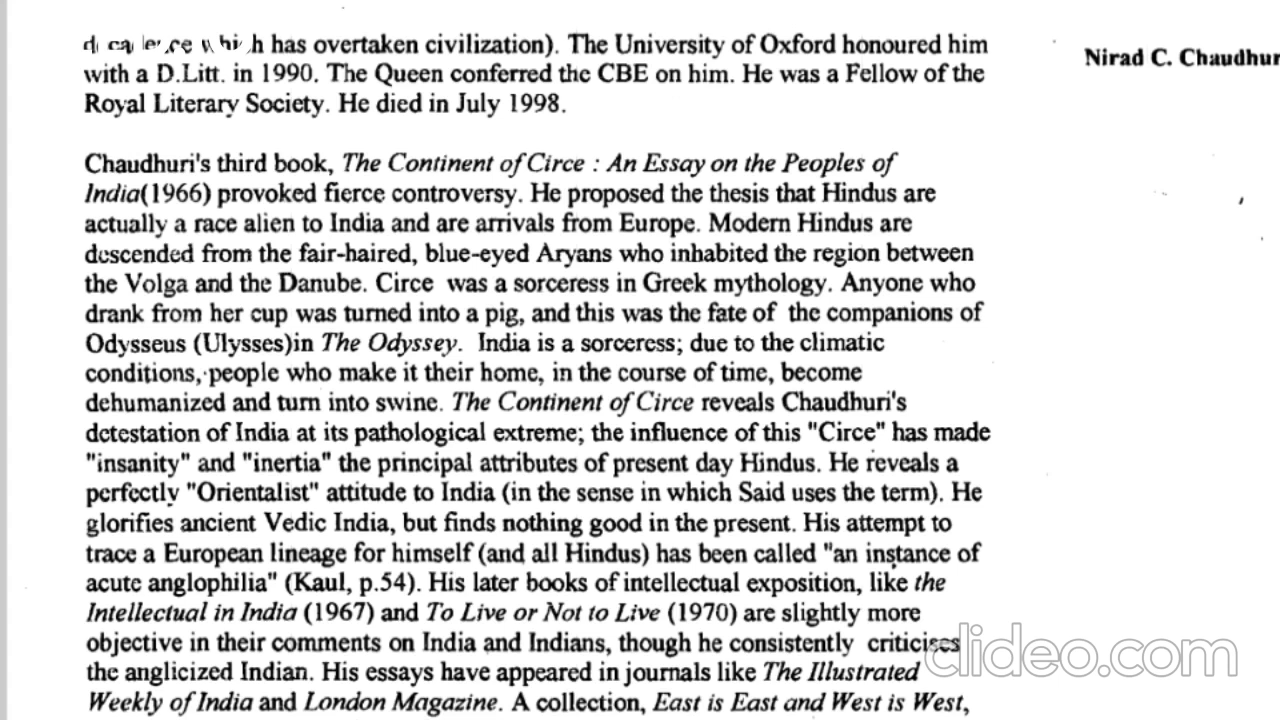 which has overtaken civilization). The University of Oxford honoured him
with a D.Litt. in 1990. The Queen conferred the CBE on him. He was a Fellow of the
Royal Literary Society. He died in July 1998.
Nirad C. Chaudhur
Chaudhuri's third book, The Continent of Circe : An Essay on the Peoples of
India(1966) provoked fierce controversy. He proposed the thesis that Hindus are
actually a race alien to India and are arrivals from Europe. Modern Hindus are
descended from the fair-haired, blue-eyed Aryans who inhabited the region between
the Volga and the Danube. Circe was a sorceress in Greek mythology. Anyone who
drank from her cup was turned into a pig, and this was the fate of the companions of
Odysseus (Ulysses)in The Odyssey. India is a sorceress; due to the climatic
conditions, people who make it their home, in the course of time, become
dehumanized and turn into swine. The Continent of Circe reveals Chaudhuri's
detestation of India at its pathological extreme; the influence of this "Circe" has made
"insanity" and "inertia" the principal attributes of present day Hindus. He reveals a
perfectly "Orientalist" attitude to India (in the sense in which Said uses the term). He
glorifies ancient Vedic India, but finds nothing good in the present. His attempt to
trace a European lineage for himself (and all Hindus) has been called "an instance of
acute anglophilia" (Kaul, p.54). His later books of intellectual exposition, like the
Intellectual in India (1967) and To Live or Not to Live (1970) are slightly more
objective in their comments on India and Indians, though he consistently criticises
the anglicized Indian. His essays have appeared in journals like The Illustrated
Weekly of India and London Magazine. A collection, East is East and West is West,
clideo.com